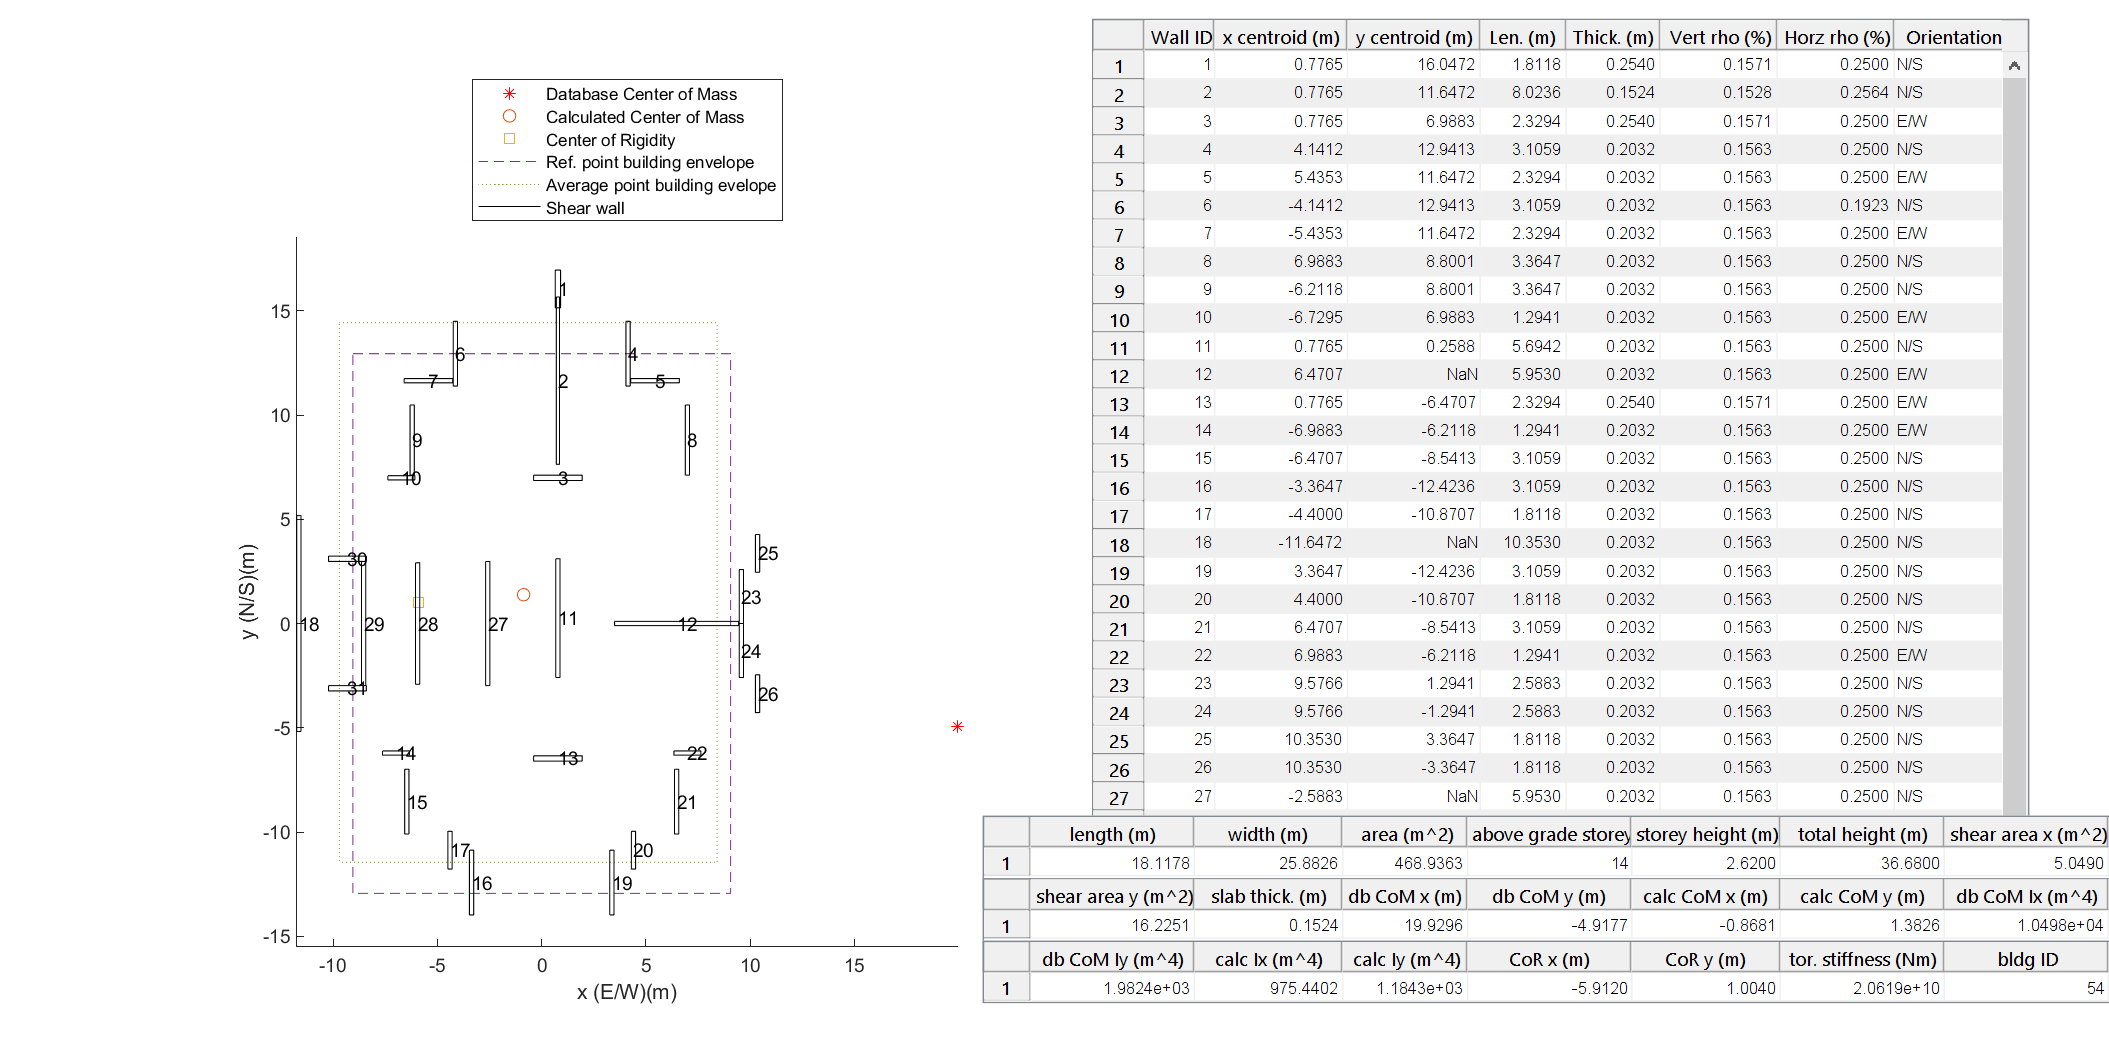 Database Center of Mass
Calculated Center of Mass
Center of Rigidity
Ref. point building envelope
Average point building evelope
Shear wall
15
10
5
0
-5
-10
-15
y (N/S)(m)
-10 -5 0 5 10 15
x (E/W)(m)
1
6 4
7 2 5
9 8
10 3
25
30
23
11
18 29 28 27 12
24
31 26
14 13 22
15 21
17 20
16 19
Wall ID x centroid (m) y centroid (m) Len. (m) Thick. (m) Vert rho (%) Horz rho (%) Orientation
1 1 0.7765 16.0472 1.8118 0.2540 0.1571 0.2500 N/S
2 2 0.7765 11.6472 8.0236 0.1524 0.1528 0.2564 N/S
3 3 0.7765 6.9883 2.3294 0.2540 0.1571 0.2500 E/W
4 4 4.1412 12.9413 3.1059 0.2032 0.1563 0.2500 N/S
5 5 5.4353 11.6472 2.3294 0.2032 0.1563 0.2500 E/W
6 6 -4.1412 12.9413 3.1059 0.2032 0.1563 0.1923 N/S
7 7 -5.4353 11.6472 2.3294 0.2032 0.1563 0.2500 E/W
8 8 6.9883 8.8001 3.3647 0.2032 0.1563 0.2500 N/S
9 9 -6.2118 8.8001 3.3647 0.2032 0.1563 0.2500 N/S
10 10 -6.7295 6.9883 1.2941 0.2032 0.1563 0.2500 E/W
11 11 0.7765 0.2588 5.6942 0.2032 0.1563 0.2500 N/S
12 12 6.4707 NaN 5.9530 0.2032 0.1563 0.2500 E/W
13 13 0.7765 -6.4707 2.3294 0.2540 0.1571 0.2500 E/W
14 14 -6.9883 -6.2118 1.2941 0.2032 0.1563 0.2500 E/W
15 15 -6.4707 -8.5413 3.1059 0.2032 0.1563 0.2500 N/S
16 16 -3.3647 -12.4236 3.1059 0.2032 0.1563 0.2500 N/S
17 17 -4.4000 -10.8707 1.8118 0.2032 0.1563 0.2500 N/S
18 18 -11.6472 NaN 10.3530 0.2032 0.1563 0.2500 N/S
19 19 3.3647 -12.4236 3.1059 0.2032 0.1563 0.2500 N/S
20 20 4.4000 -10.8707 1.8118 0.2032 0.1563 0.2500 N/S
21 21 6.4707 -8.5413 3.1059 0.2032 0.1563 0.2500 N/S
22 22 6.9883 -6.2118 1.2941 0.2032 0.1563 0.2500 E/W
23 23 9.5766 1.2941 2.5883 0.2032 0.1563 0.2500 N/S
24 24 9.5766 -1.2941 2.5883 0.2032 0.1563 0.2500 N/S
25 25 10.3530 3.3647 1.8118 0.2032 0.1563 0.2500 N/S
26 26 10.3530 -3.3647 1.8118 0.2032 0.1563 0.2500 N/S
27 27 -2.5883 NaN 5.9530 0.2032 0.1563 0.2500 N/S
length (m) width (m) area (m^2) above grade storey storey height (m) total height (m) shear area x (m^2)
1 18.1178 25.8826 468.9363 14 2.6200 36.6800 5.0490
shear area y (m^2) slab thick. (m) db CoM x (m) db CoM y (m) calc CoM x (m) calc CoM y (m) db CoM Ix (m^4)
1 16.2251 0.1524 19.9296 -4.9177 -0.8681 1.3826 1.0498e+04
db CoM Iy (m^4) calc Ix (m^4) calc Iy (m^4) CoR x (m) CoR y (m) tor. stiffness (Nm) bldg ID
1 1.9824e+03 975.4402 1.1843e+03 -5.9120 1.0040 2.0619e+10 54